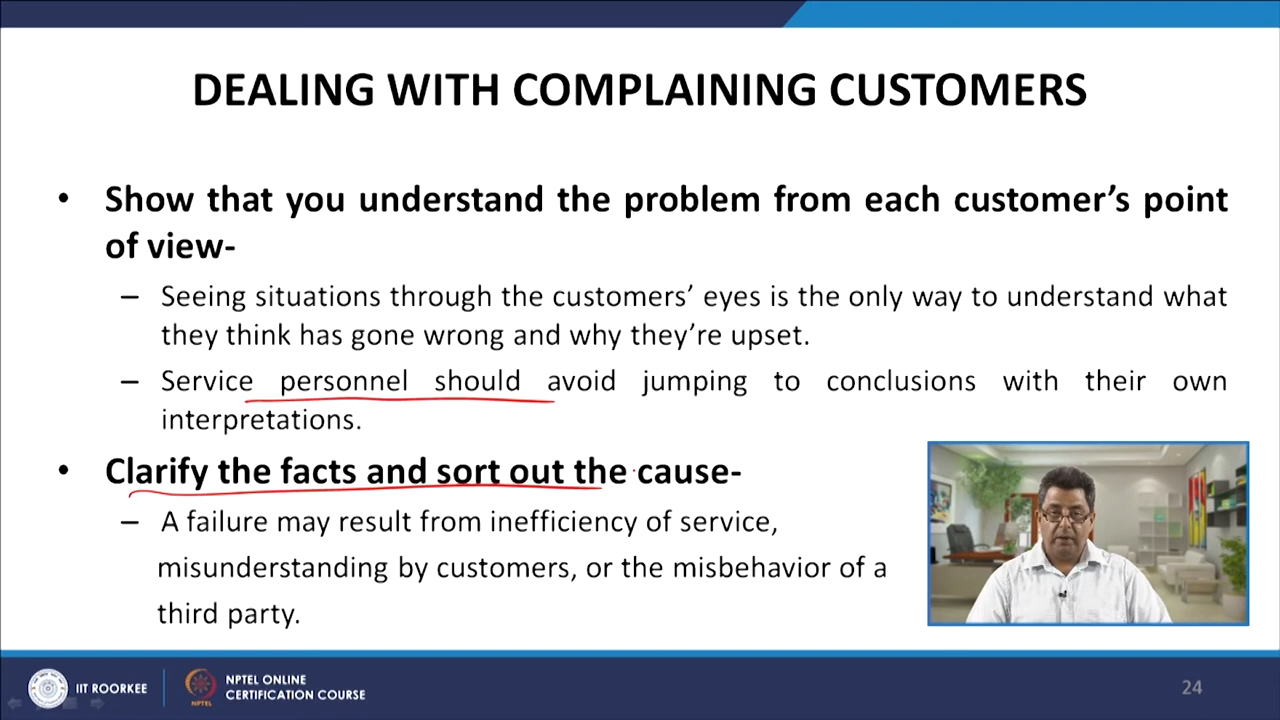 DEALING WITH COMPLAINING CUSTOMERS
• Show that you understand the problem from each customer’s point
of view-
– Seeing situations through the customers’ eyes is the only way to understand what
they think has gone wrong and why they’re upset.
– Service personnel should avoid jumping to conclusions with their own
interpretations.
• Clarify the facts and sort out the cause-
– A failure may result from inefficiency of service,
misunderstanding by customers, or the misbehavior of a
third party.
IIT ROORKEE
NPTEL
NPTEL ONLINE
CERTIFICATION COURSE
24